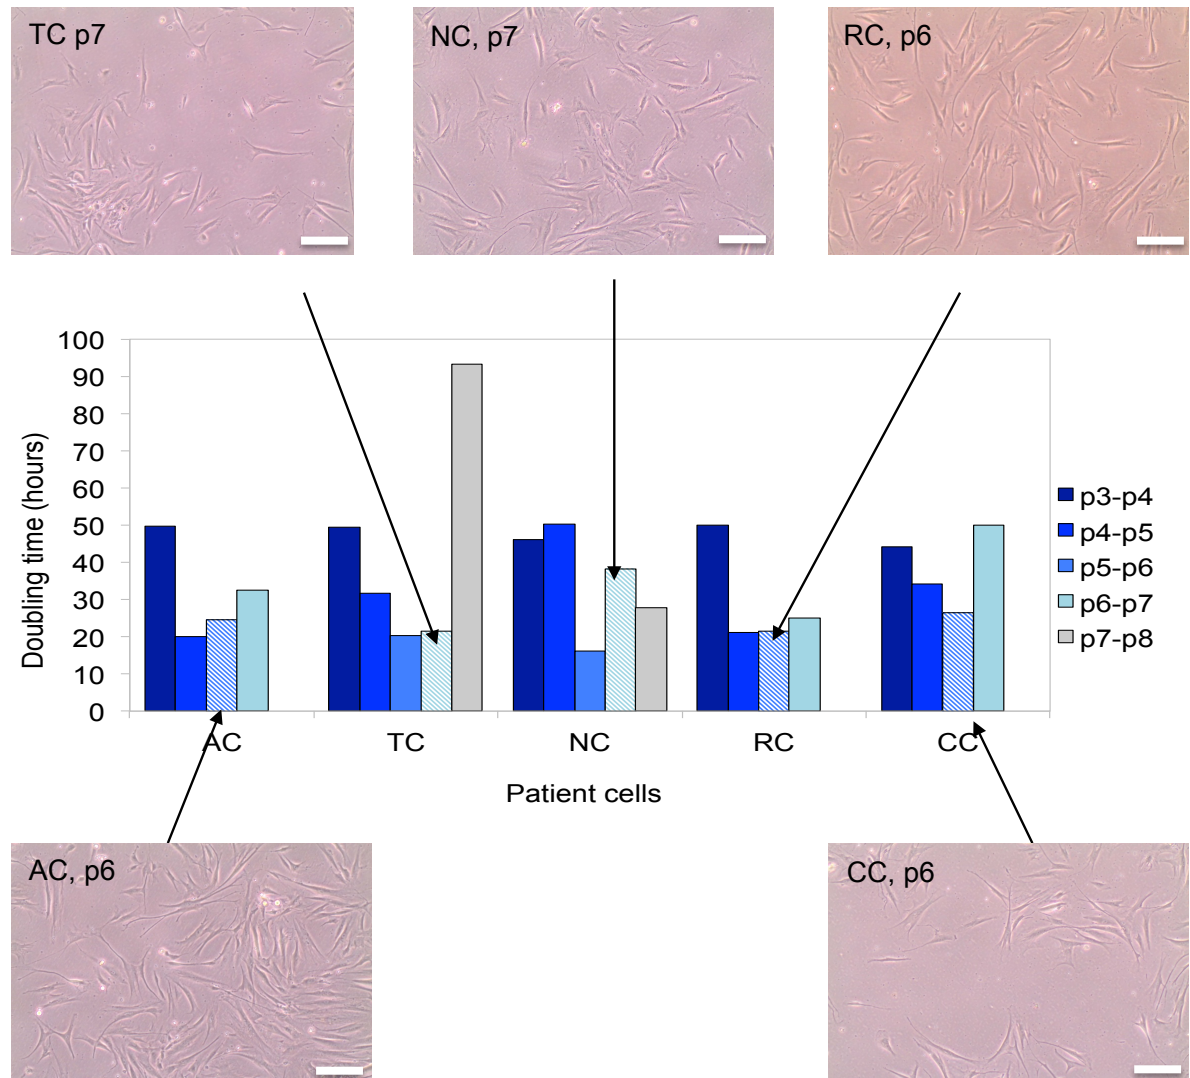 TC p7
NC, p7
RC, p6
100
90
80
70
60
50
40
30
20
10
0
Doubling time (hours)
AC
TC
NC
RC
CC
Patient cells
p3-p4
p4-p5
p5-p6
p6-p7
p7-p8
AC, p6
CC, p6